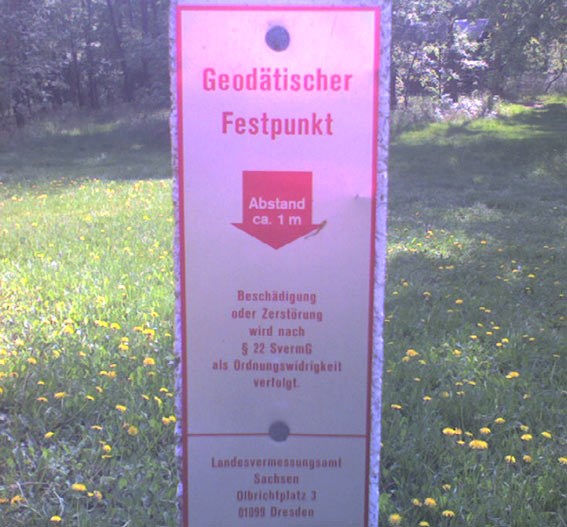 Geodätischer
Festpunkt
Abstand
ca. 1 m
Beschädigung
oder Zerstörung
wird nach
§ 22 SvermG
als Ordnungswidrigkeit
verfolgt.
Landesvermessungsamt
Sachsen
Olbrichtplatz 3
01099 Dresden